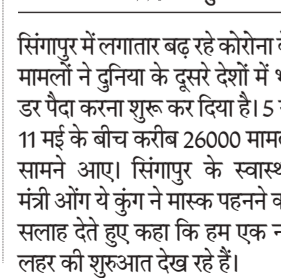 सिंगापुर में लगातार बढ़ रहे कोरोना
मामलों ने दुनिया के दूसरे देशों में
डर पैदा करना शुरू कर दिया है। 5
11 मई के बीच करीब 26000
सामने आए। सिंगापुर के
मंत्री ओंग ये कुंग ने मास्क पहनने
सलाह देते हुए कहा कि हम एक
लहर की शुरुआत देख रहे हैं।